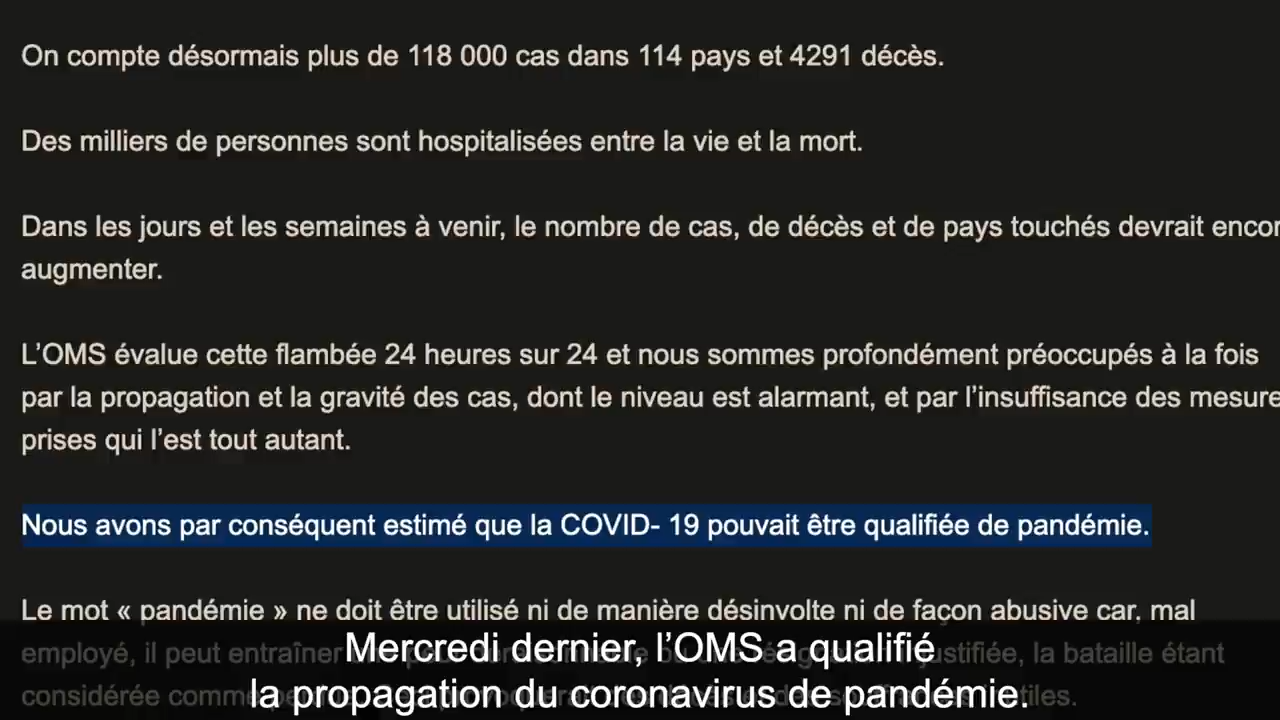 On compte désormais plus de 118 000 cas dans 114 pays et 4291 décès.
Des milliers de personnes sont hospitalisées entre la vie et la mort.
Dans les jours et les semaines à venir, le nombre de cas, de décès et de pays touchés devrait encor
augmenter.
L’OMS évalue cette flambée 24 heures sur 24 et nous sommes profondément préoccupés à la fois
par la propagation et la gravité des cas, dont le niveau est alarmant, et par l’insuffisance des mesure
prises qui l’est tout autant.
Nous avons par conséquent estimé que la COVID- 19 pouvait être qualifiée de pandémie.
Le mot « pandémie » ne doit être utilisé ni de manière désinvolte ni de façon abusive car, mal
employé, il peut entraîner justifiée, la bataille étant
considérée comme
Mercredi dernier, l’OMS a qualifié
la propagation du coronavirus de pandémie.